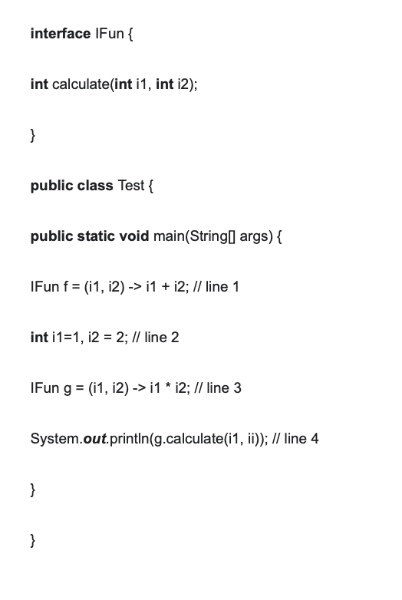 interface IFun {
int calculate(int i1, int i2);
}
public class Test {
public static void main(String[] args) {
IFun f = (i1, i2) -> i1 + i2; // line 1
int i1=1, i2 = 2; // line 2
IFun g = (i1, i2) -> i1 * i2; // line 3
System.out.println(g.calculate(i1, ii)); // line 4
}
}